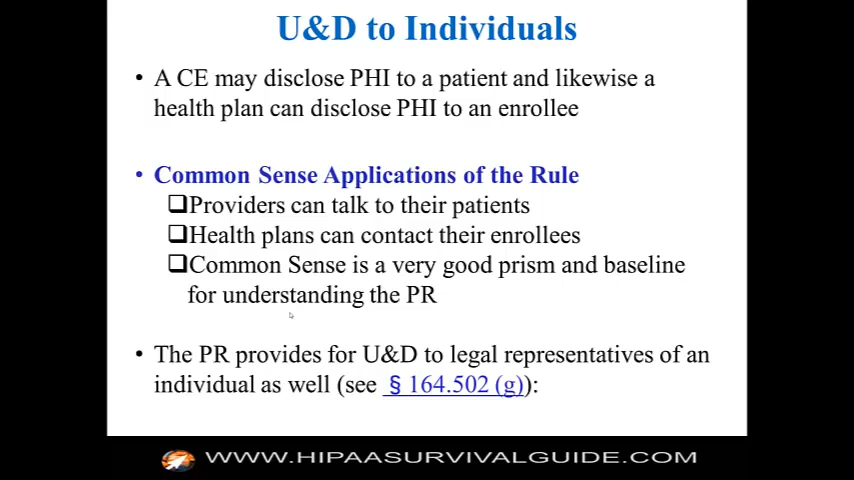 U&D to Individuals
• A CE may disclose PHI to a patient and likewise a
health plan can disclose PHI to an enrollee
• Common Sense Applications of the Rule
❑Providers can talk to their patients
❑Health plans can contact their enrollees
❑Common Sense is a very good prism and baseline
for understanding the PR
• The PR provides for U&D to legal representatives of an
individual as well (see § 164.502 (g)):
WWW.HIPAASURVIVALGUIDE.COM